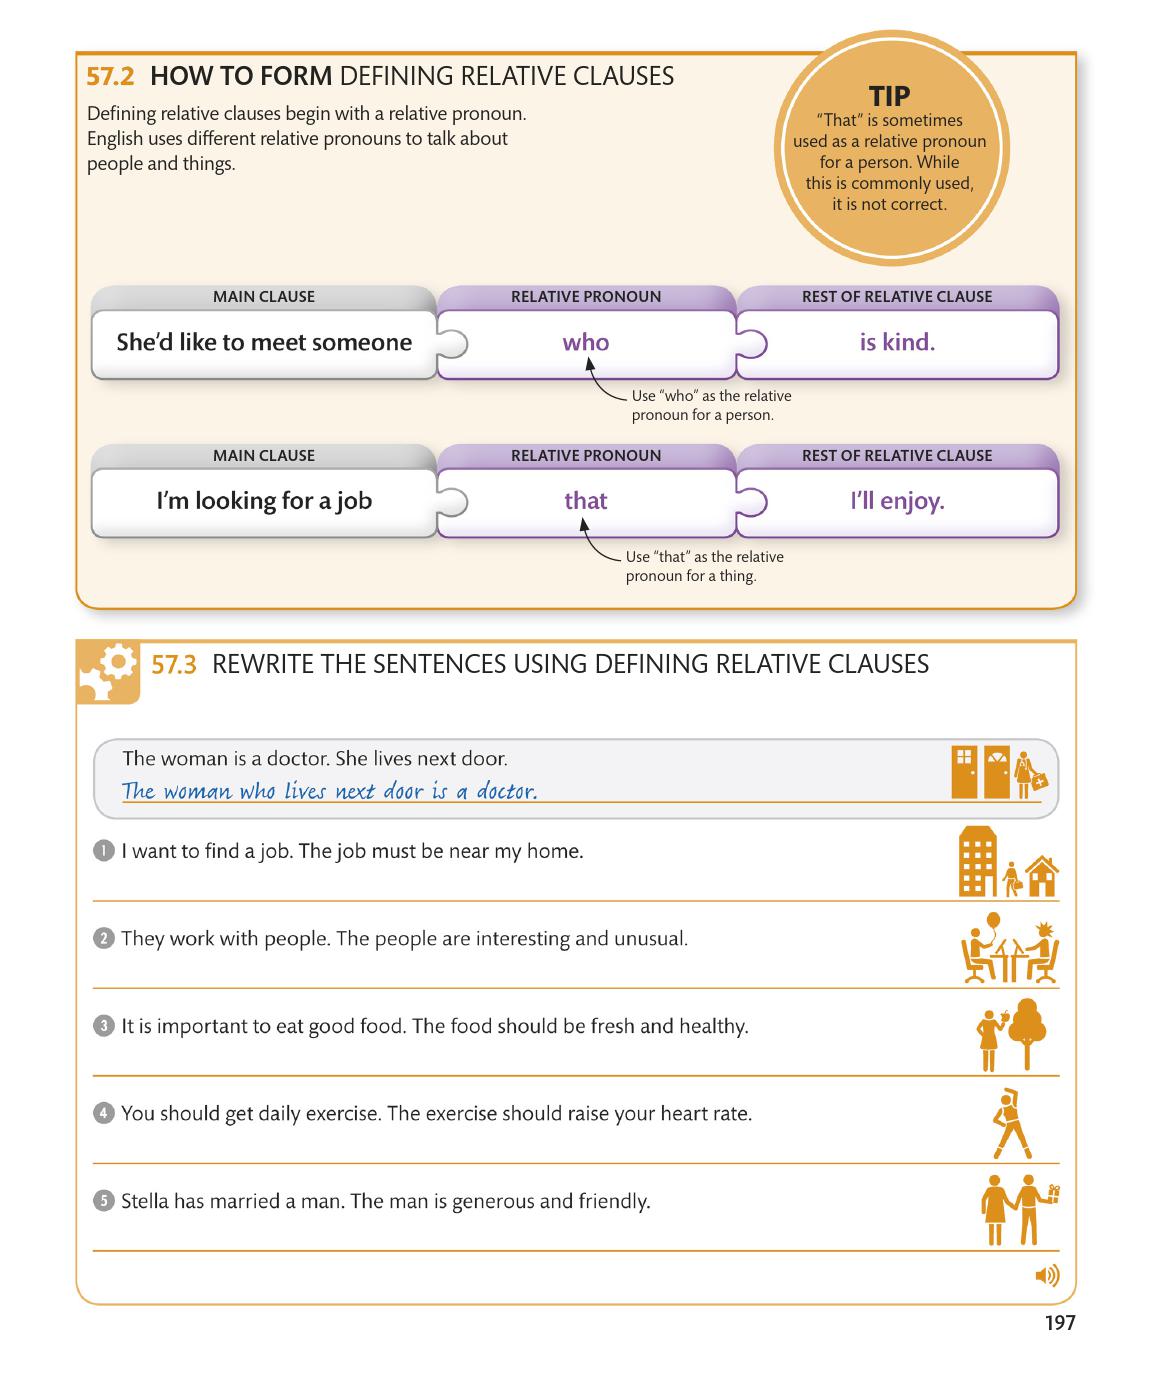 57.2 HOW TO FORM DEFINING RELATIVE CLAUSES
Defining relative clauses begin with a relative pronoun.
English uses different relative pronouns to talk about
people and things.
TIP
“That” is sometimes
used as a relative pronoun
for a person. While
this is commonly used,
it is not correct.
MAIN CLAUSE RELATIVE PRONOUN REST OF RELATIVE CLAUSE
She’d like to meet someone who is kind.
Use “who” as the relative
pronoun for a person.
MAIN CLAUSE RELATIVE PRONOUN REST OF RELATIVE CLAUSE
I’m looking for a job that I’ll enjoy.
Use “that” as the relative
pronoun for a thing.
57.3 REWRITE THE SENTENCES USING DEFINING RELATIVE CLAUSES
The woman is a doctor. She lives next door.
The woman who lives next door is a doctor.
1 I want to find a job. The job must be near my home.
2 They work with people. The people are interesting and unusual.
3 It is important to eat good food. The food should be fresh and healthy.
4 You should get daily exercise. The exercise should raise your heart rate.
5 Stella has married a man. The man is generous and friendly.
197